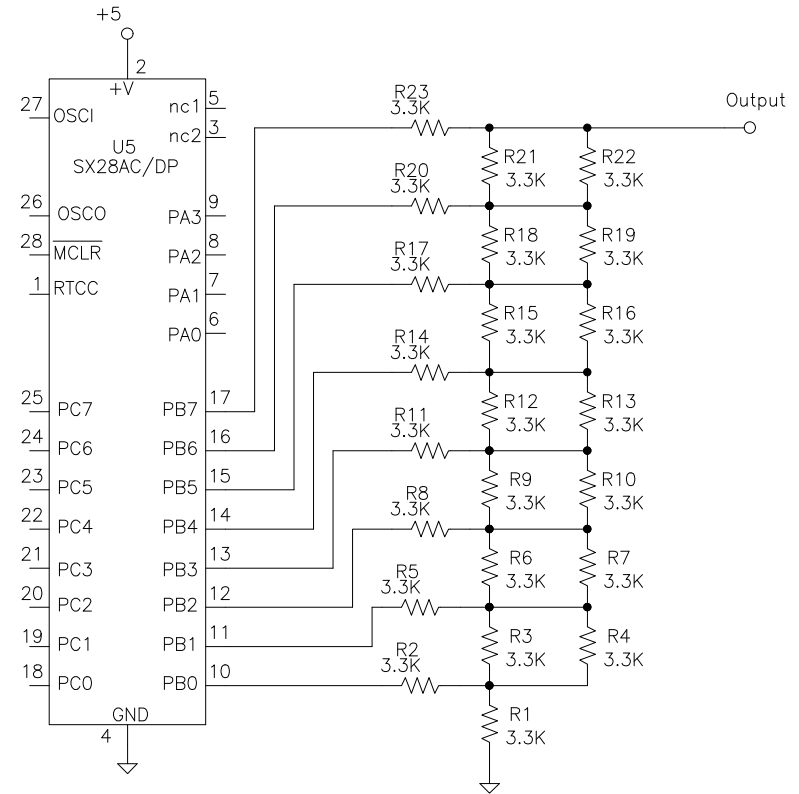 +5
2
+V
27
OSCI
nc1
5
nc2
3
U5
SX28AC/DP
26
OSCO
PA3
9
28
MCLR
PA2
8
1
RTCC
PA1
7
PA0
6
25
PC7
PB7
17
24
PC6
PB6
16
23
PC5
PB5
15
22
PC4
PB4
14
21
PC3
PB3
13
20
PC2
PB2
12
19
PC1
PB1
11
18
PC0
PB0
10
GND
4
R23
3.3K
Output
R21
3.3K
R22
3.3K
R20
3.3K
R18
3.3K
R19
3.3K
R17
3.3K
R15
3.3K
R16
3.3K
R14
3.3K
R12
3.3K
R13
3.3K
R11
3.3K
R9
3.3K
R10
3.3K
R8
3.3K
R6
3.3K
R7
3.3K
R5
3.3K
R3
3.3K
R4
3.3K
R2
3.3K
R1
3.3K